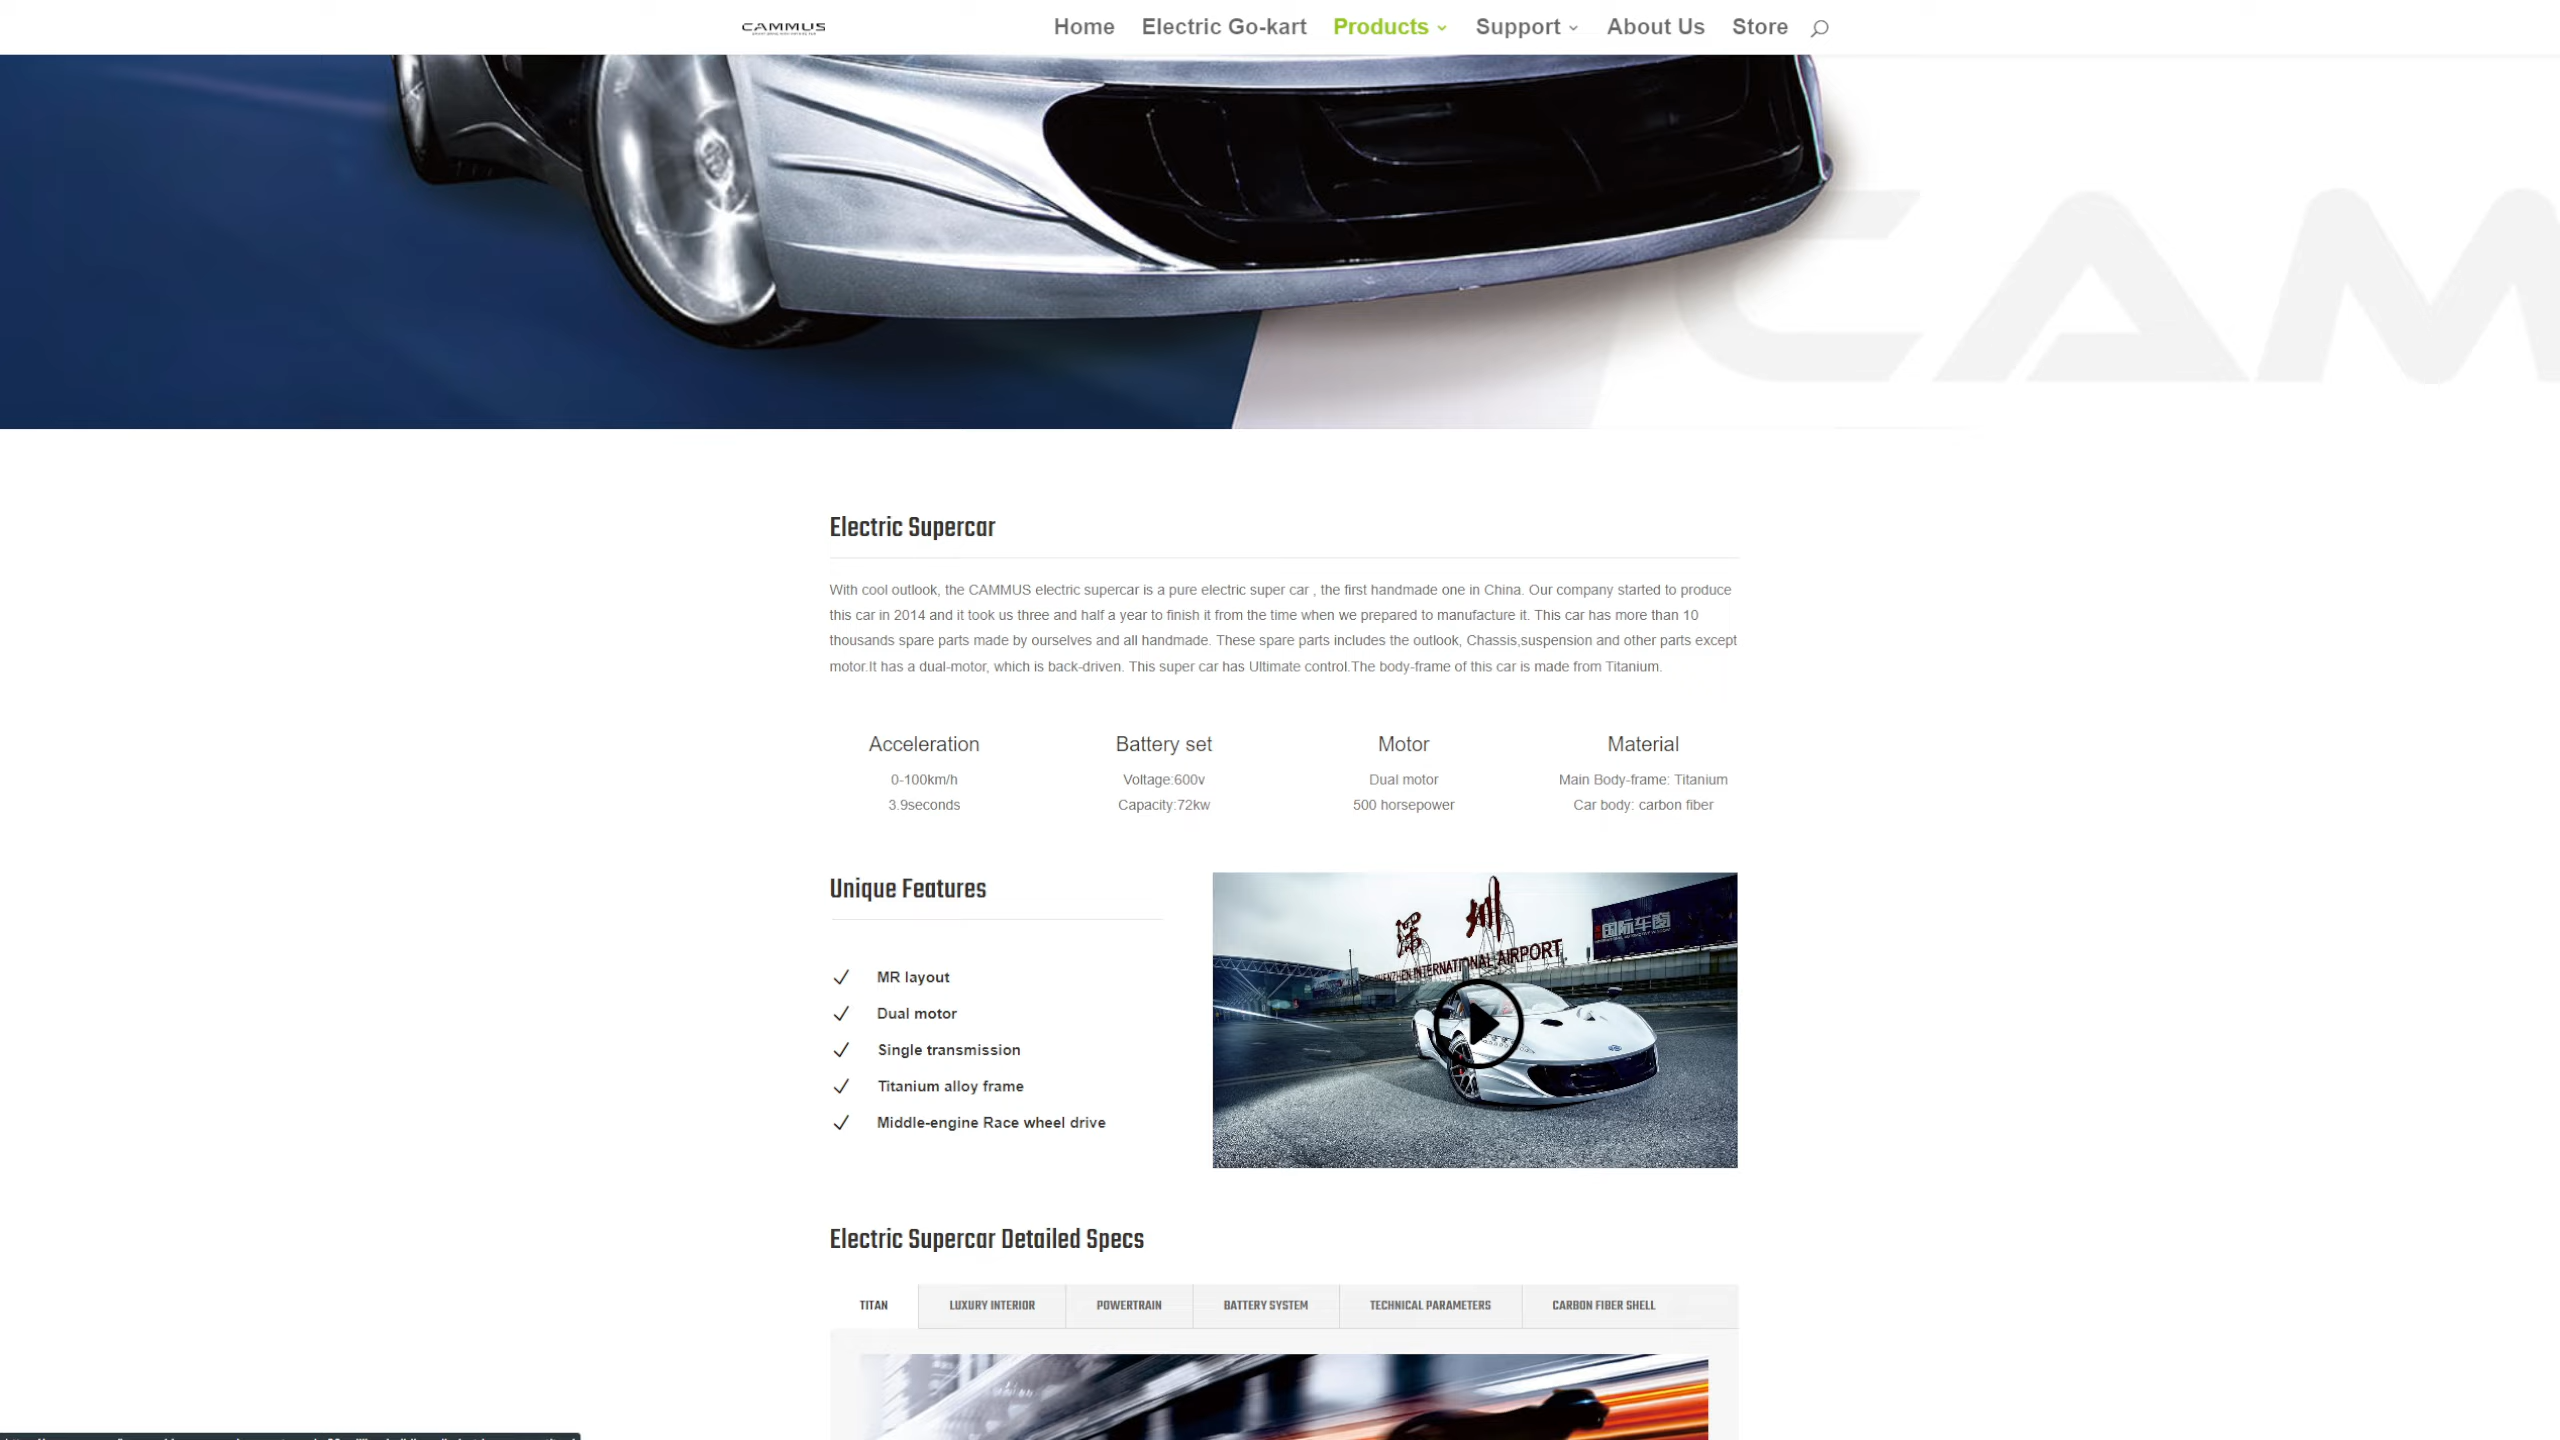 CAMMUS
Home Electric Go-kart Products Support About Us Store
CAM
Electric Supercar
With cool outlook, the CAMMUS electric supercar is a pure electric super car , the first handmade one in China. Our company started to produce
this car in 2014 and it took us three and half a year to finish it from the time when we prepared to manufacture it. This car has more than 10
thousands spare parts made by ourselves and all handmade. These spare parts includes the outlook, Chassis,suspension and other parts except
motor.It has a dual-motor, which is back-driven. This super car has Ultimate control.The body-frame of this car is made from Titanium.
Acceleration Battery set Motor Material
0-100km/h Voltage:600v Dual motor Main Body-frame: Titanium
3.9seconds Capacity:72kw 500 horsepower Car body: carbon fiber
Unique Features
MR layout
Dual motor
Single transmission
Titanium alloy frame
Middle-engine Race wheel drive
深圳
INTERNATIONAL AIRPORT
国际车窗
Electric Supercar Detailed Specs
TITAN LUXURY INTERIOR POWERTRAIN BATTERY SYSTEM TECHNICAL PARAMETERS CARBON FIBER SHELL